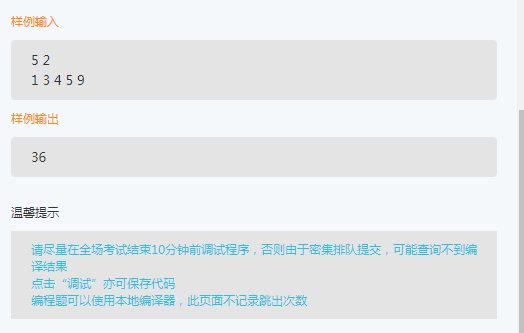 样例输入
5 2
1 3 4 5 9
样例输出
36
温馨提示
请尽量在全场考试结束10分钟前调试程序，否则由于密集排队提交，可能查询不到编
译结果
点击“调试”亦可保存代码
编程题可以使用本地编译器，此页面不记录跳出次数